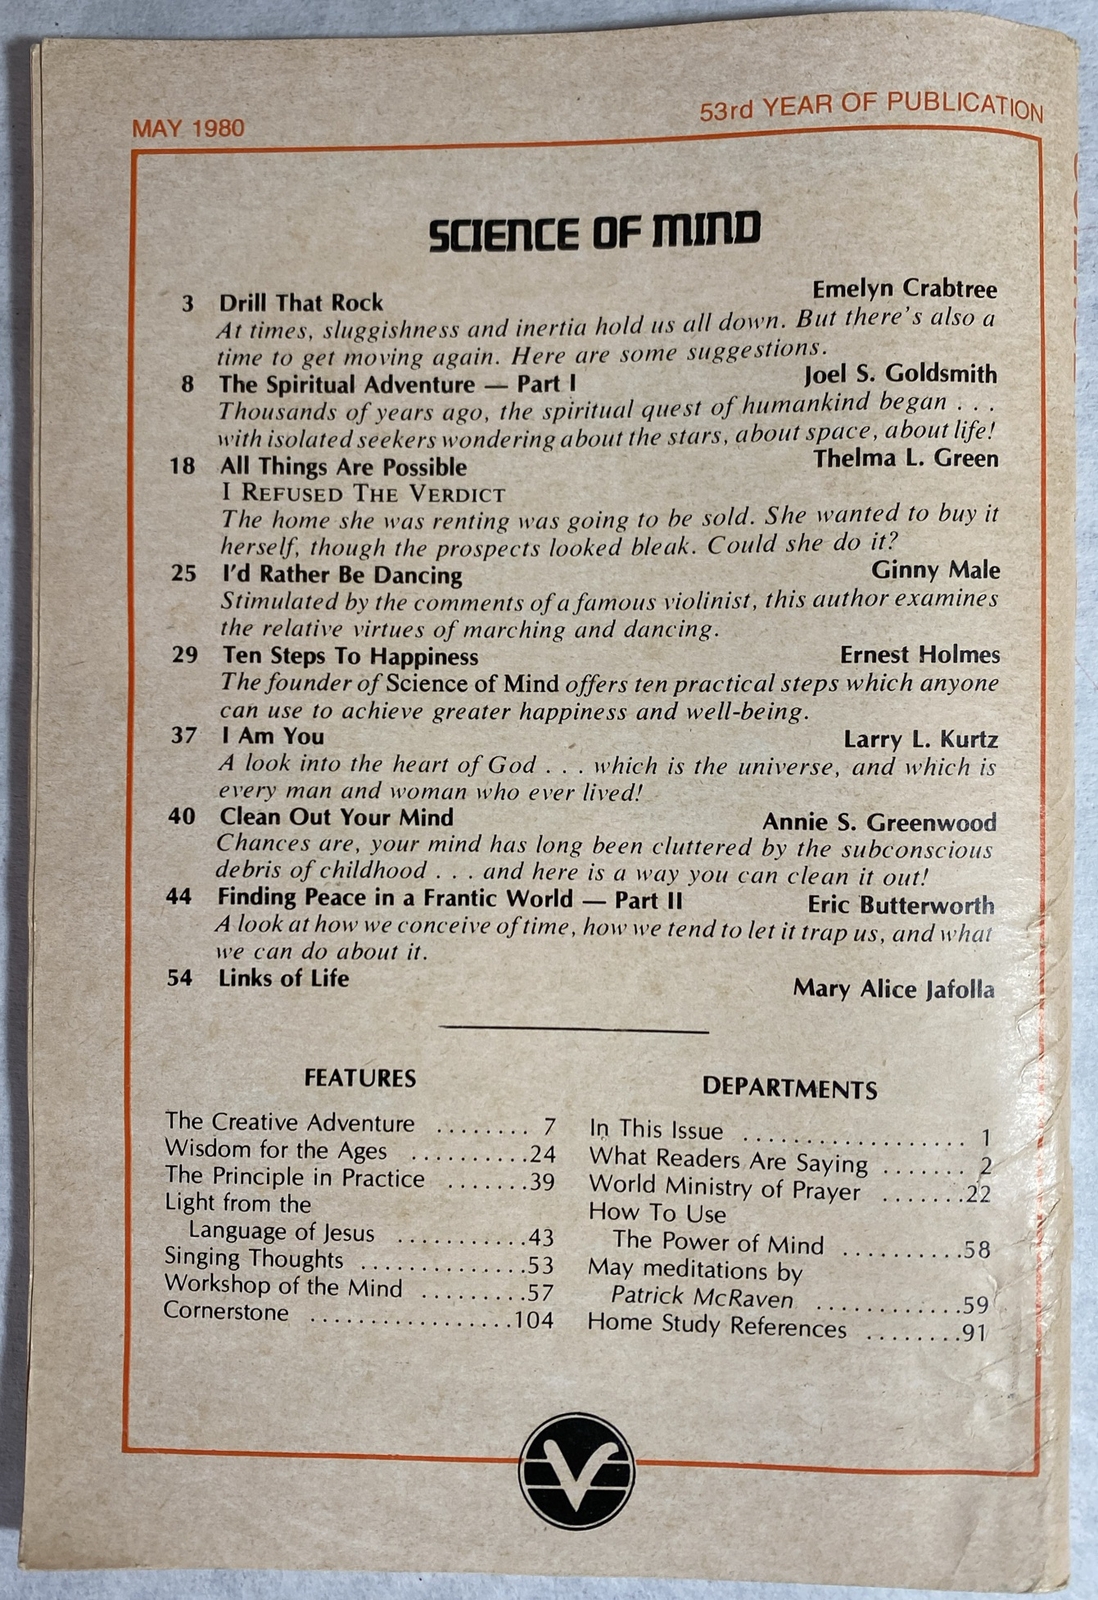 MAY 1980
53rd YEAR OF PUBLICATION
SCIENCE OF MIND
3 Drill That Rock Emelyn Crabtree
At times, sluggishness and inertia hold us all down. But there's also a
time to get moving again. Here are some suggestions.
8 The Spiritual Adventure — Part I Joel S. Goldsmith
Thousands of years ago, the spiritual quest of humankind began . . .
with isolated seekers wondering about the stars, about space, about life!
18 All Things Are Possible Thelma L. Green
I REFUSED THE VERDICT
The home she was renting was going to be sold. She wanted to buy it
herself, though the prospects looked bleak. Could she do it?
25 I'd Rather Be Dancing Ginny Male
Stimulated by the comments of a famous violinist, this author examines
the relative virtues of marching and dancing.
29 Ten Steps To Happiness Ernest Holmes
The founder of Science of Mind offers ten practical steps which anyone
can use to achieve greater happiness and well-being.
37 I Am You Larry L. Kurtz
A look into the heart of God . . . which is the universe, and which is
every man and woman who ever lived!
40 Clean Out Your Mind Annie S. Greenwood
Chances are, your mind has long been cluttered by the subconscious
debris of childhood . . . and here is a way you can clean it out!
44 Finding Peace in a Frantic World — Part II Eric Butterworth
A look at how we conceive of time, how we tend to let it trap us, and what
we can do about it.
54 Links of Life Mary Alice Jafolla
FEATURES
The Creative Adventure ........ 7
Wisdom for the Ages ..........24
The Principle in Practice .......39
Light from the
Language of Jesus ...........43
Singing Thoughts ..............53
Workshop of the Mind .........57
Cornerstone .................104
DEPARTMENTS
In This Issue ................... 1
What Readers Are Saying ....... 2
World Ministry of Prayer .......22
How To Use
The Power of Mind ..........58
May meditations by
Patrick McRaven ............59
Home Study References ........91